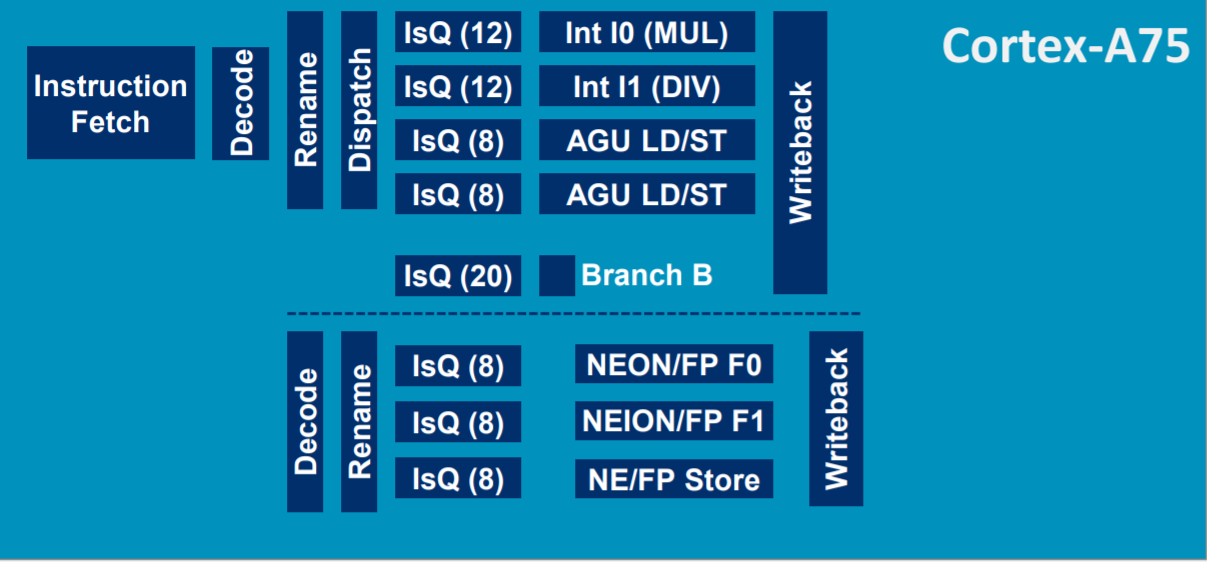 Cortex-A75
Instruction
Fetch
Decode
Rename
Dispatch
IsQ (12)
Int I0 (MUL)
IsQ (12)
Int I1 (DIV)
IsQ (8)
AGU LD/ST
IsQ (8)
AGU LD/ST
IsQ (20)
Branch B
Writeback
Decode
Rename
IsQ (8)
NEON/FP F0
IsQ (8)
NEION/FP F1
IsQ (8)
NE/FP Store
Writeback